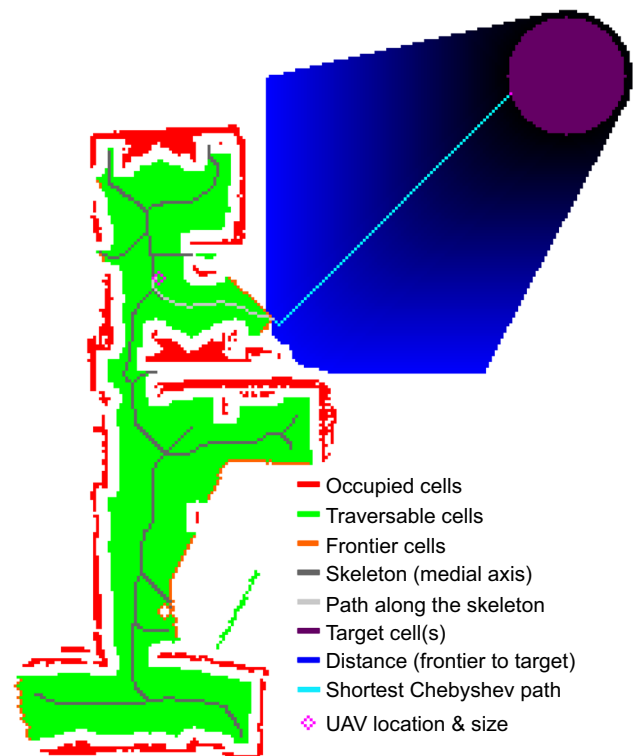 Occupied cells
Traversable cells
Frontier cells
Skeleton (medial axis)
Path along the skeleton
Target cell(s)
Distance (frontier to target)
Shortest Chebyshev path
UAV location & size